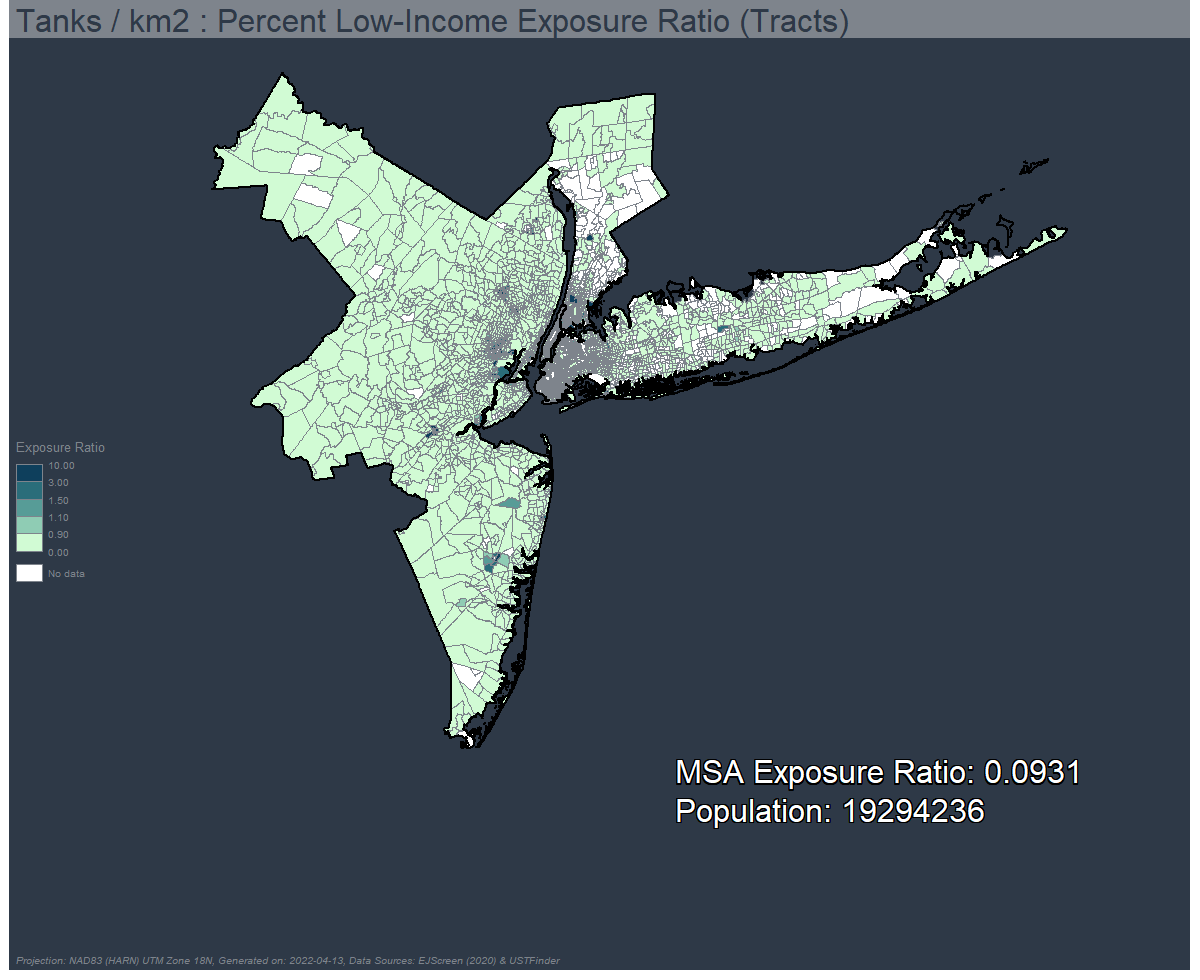 Tanks / km2 : Percent Low-Income Exposure Ratio (Tracts)
Exposure Ratio
10.00
3.00
1.50
1.10
0.90
0.00
No data
MSA Exposure Ratio: 0.0931
Population: 19294236
Projection: NAD83 (HARN) UTM Zone 18N, Generated on: 2022-04-13, Data Sources: EJScreen (2020) & USTFinder